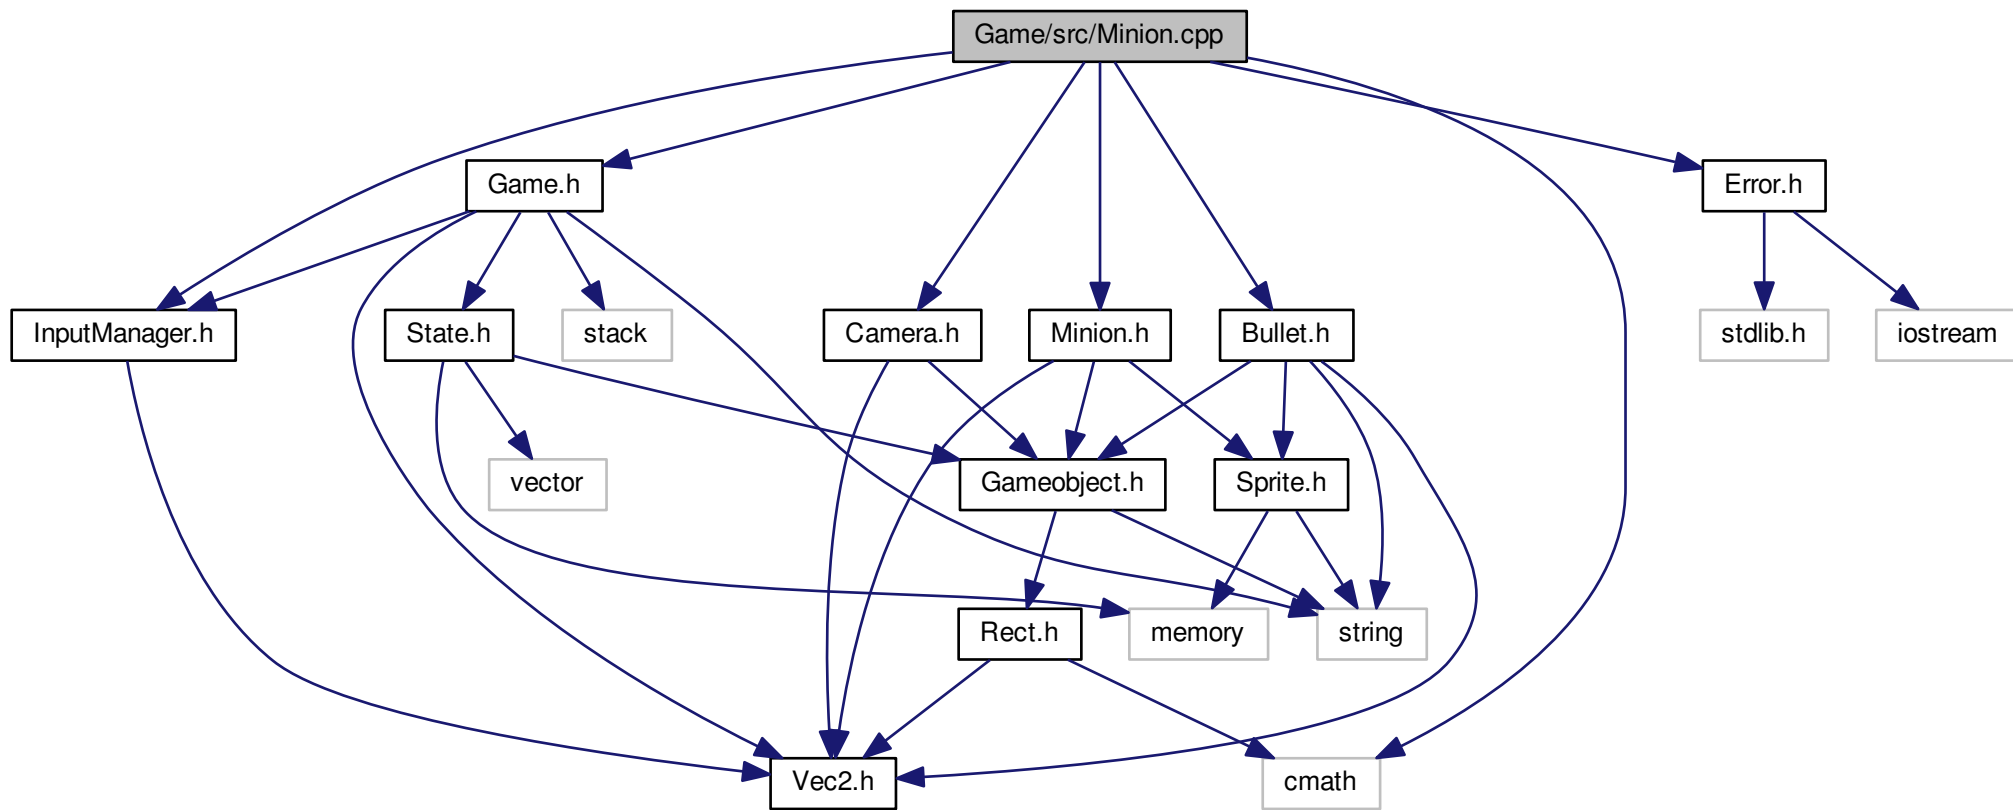 Game/src/Minion.cpp
Game.h
Error.h
InputManager.h
State.h
stack
Camera.h
Minion.h
Bullet.h
stdlib.h
iostream
vector
Gameobject.h
Sprite.h
Rect.h
memory
string
Vec2.h
cmath